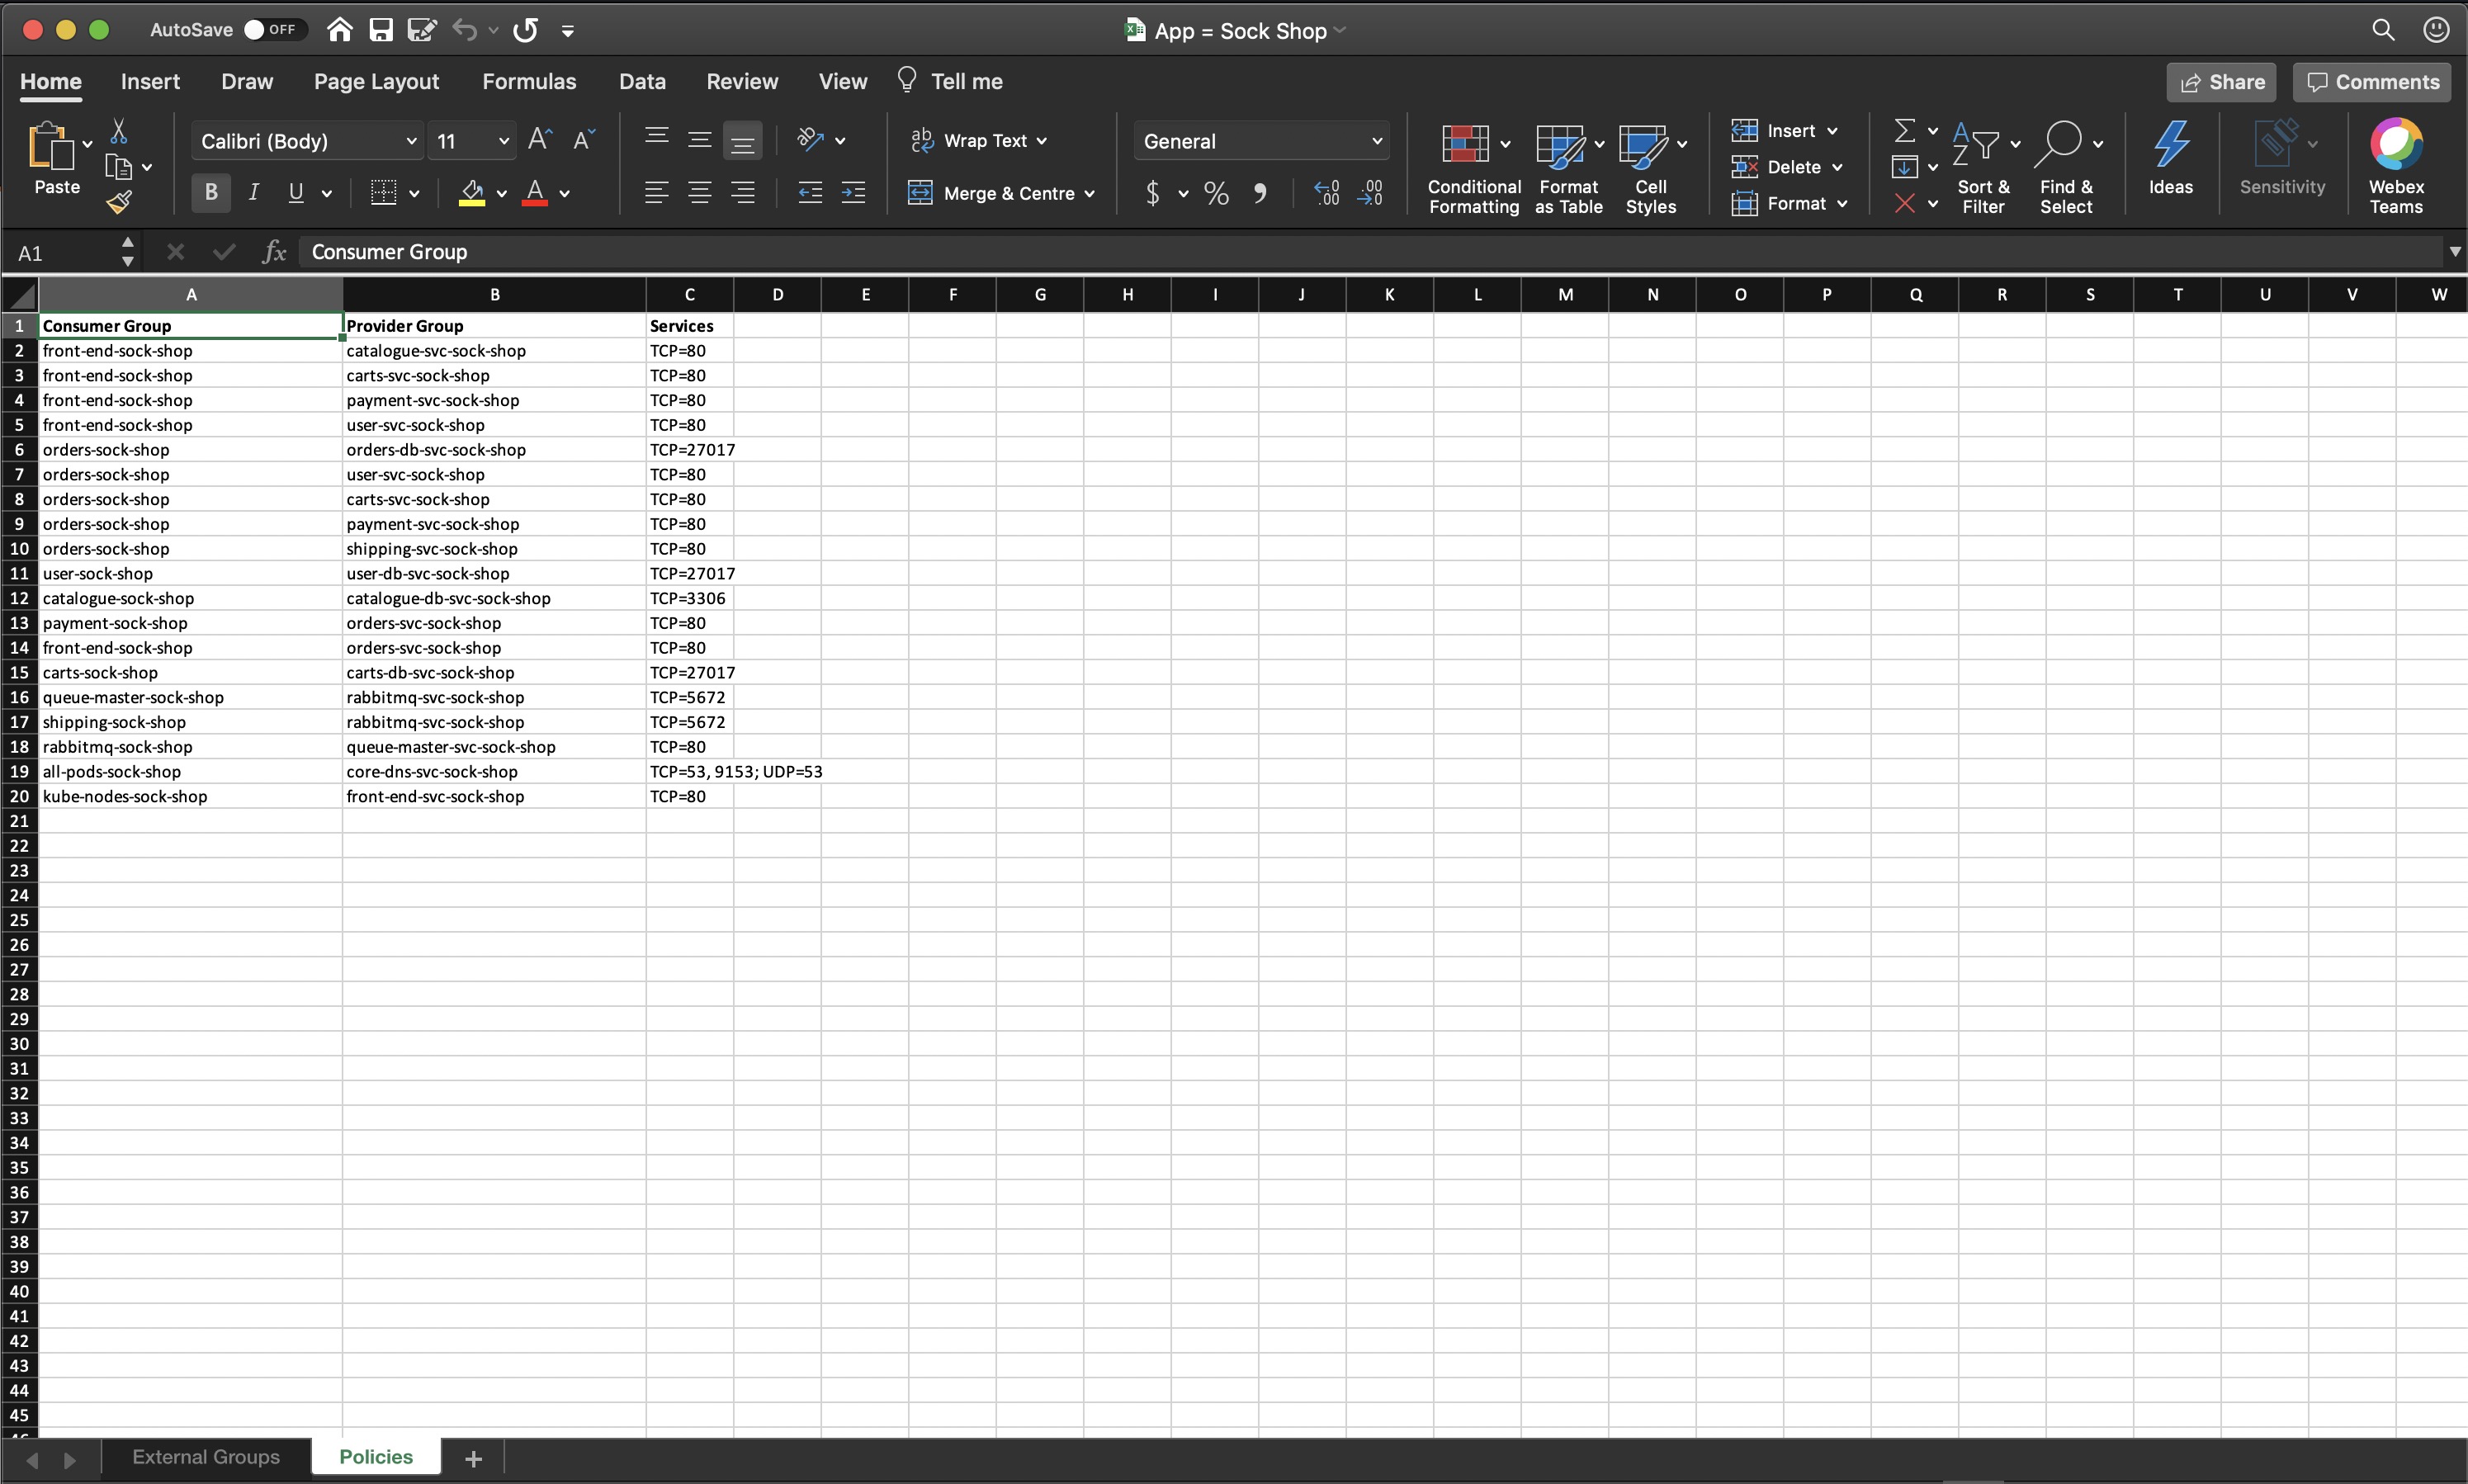 AutoSave OFF App = Sock Shop
Home Insert Draw Page Layout Formulas Data Review View Tell me Share Comments
Paste Calibri (Body) 11 Wrap Text General Conditional Formatting Format as Table Cell Styles Insert Delete Format Sort & Filter Find & Select Ideas Sensitivity Webex Teams
B I U Merge & Centre $ %
A1 fx Consumer Group
A B C D E F G H I J K L M N O P Q R S T U V W
1 Consumer Group Provider Group Services
2 front-end-sock-shop catalogue-svc-sock-shop TCP=80
3 front-end-sock-shop carts-svc-sock-shop TCP=80
4 front-end-sock-shop payment-svc-sock-shop TCP=80
5 front-end-sock-shop user-svc-sock-shop TCP=80
6 orders-sock-shop orders-db-svc-sock-shop TCP=27017
7 orders-sock-shop user-svc-sock-shop TCP=80
8 orders-sock-shop carts-svc-sock-shop TCP=80
9 orders-sock-shop payment-svc-sock-shop TCP=80
10 orders-sock-shop shipping-svc-sock-shop TCP=80
11 user-sock-shop user-db-svc-sock-shop TCP=27017
12 catalogue-sock-shop catalogue-db-svc-sock-shop TCP=3306
13 payment-sock-shop orders-svc-sock-shop TCP=80
14 front-end-sock-shop orders-svc-sock-shop TCP=80
15 carts-sock-shop carts-db-svc-sock-shop TCP=27017
16 queue-master-sock-shop rabbitmq-svc-sock-shop TCP=5672
17 shipping-sock-shop rabbitmq-svc-sock-shop TCP=5672
18 rabbitmq-sock-shop queue-master-svc-sock-shop TCP=80
19 all-pods-sock-shop core-dns-svc-sock-shop TCP=53, 9153; UDP=53
20 kube-nodes-sock-shop front-end-svc-sock-shop TCP=80
21
22
23
24
25
26
27
28
29
30
31
32
33
34
35
36
37
38
39
40
41
42
43
44
45
External Groups Policies +